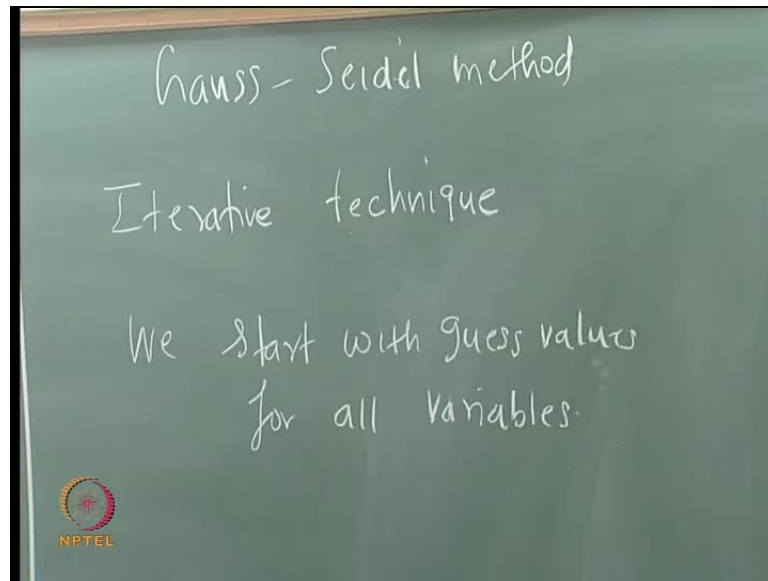 Gauss - Seidel method
Iterative technique
We start with guess values
for all variables.
NPTEL